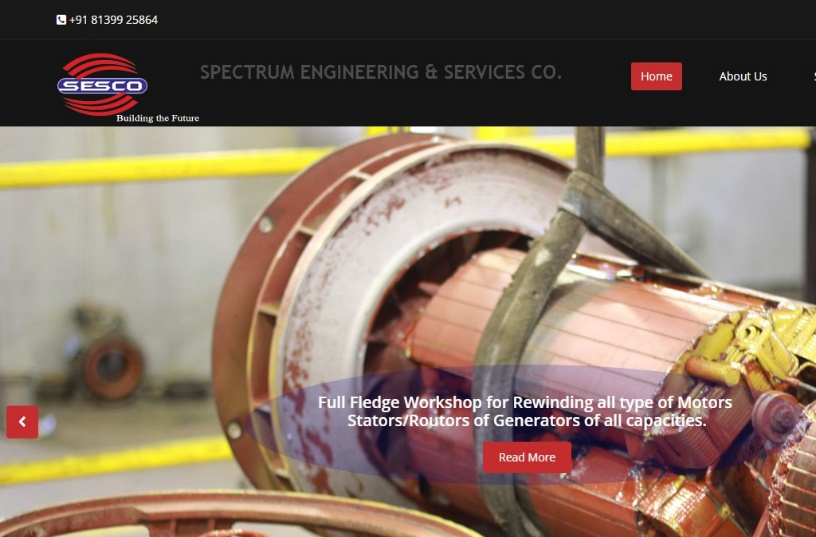 +91 81399 25864
SPECTRUM ENGINEERING & SERVICES CO.
SESCO
Building the Future
Home
About Us
Full Fledge Workshop for Rewinding all type of Motors
Stators/Routors of Generators of all capacities.
Read More